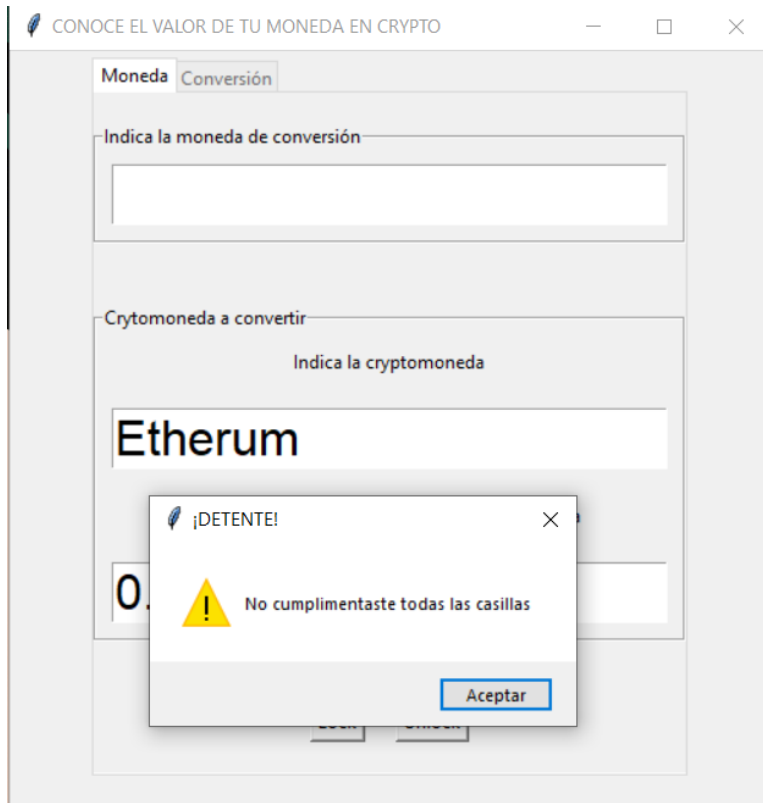 CONOCE EL VALOR DE TU MONEDA EN CRYPTO
Moneda Conversión
Indica la moneda de conversión
Crytomoneda a convertir
Indica la cryptomoneda
Etherum
¡DETENTE!
0.
No cumplimentaste todas las casillas
Aceptar